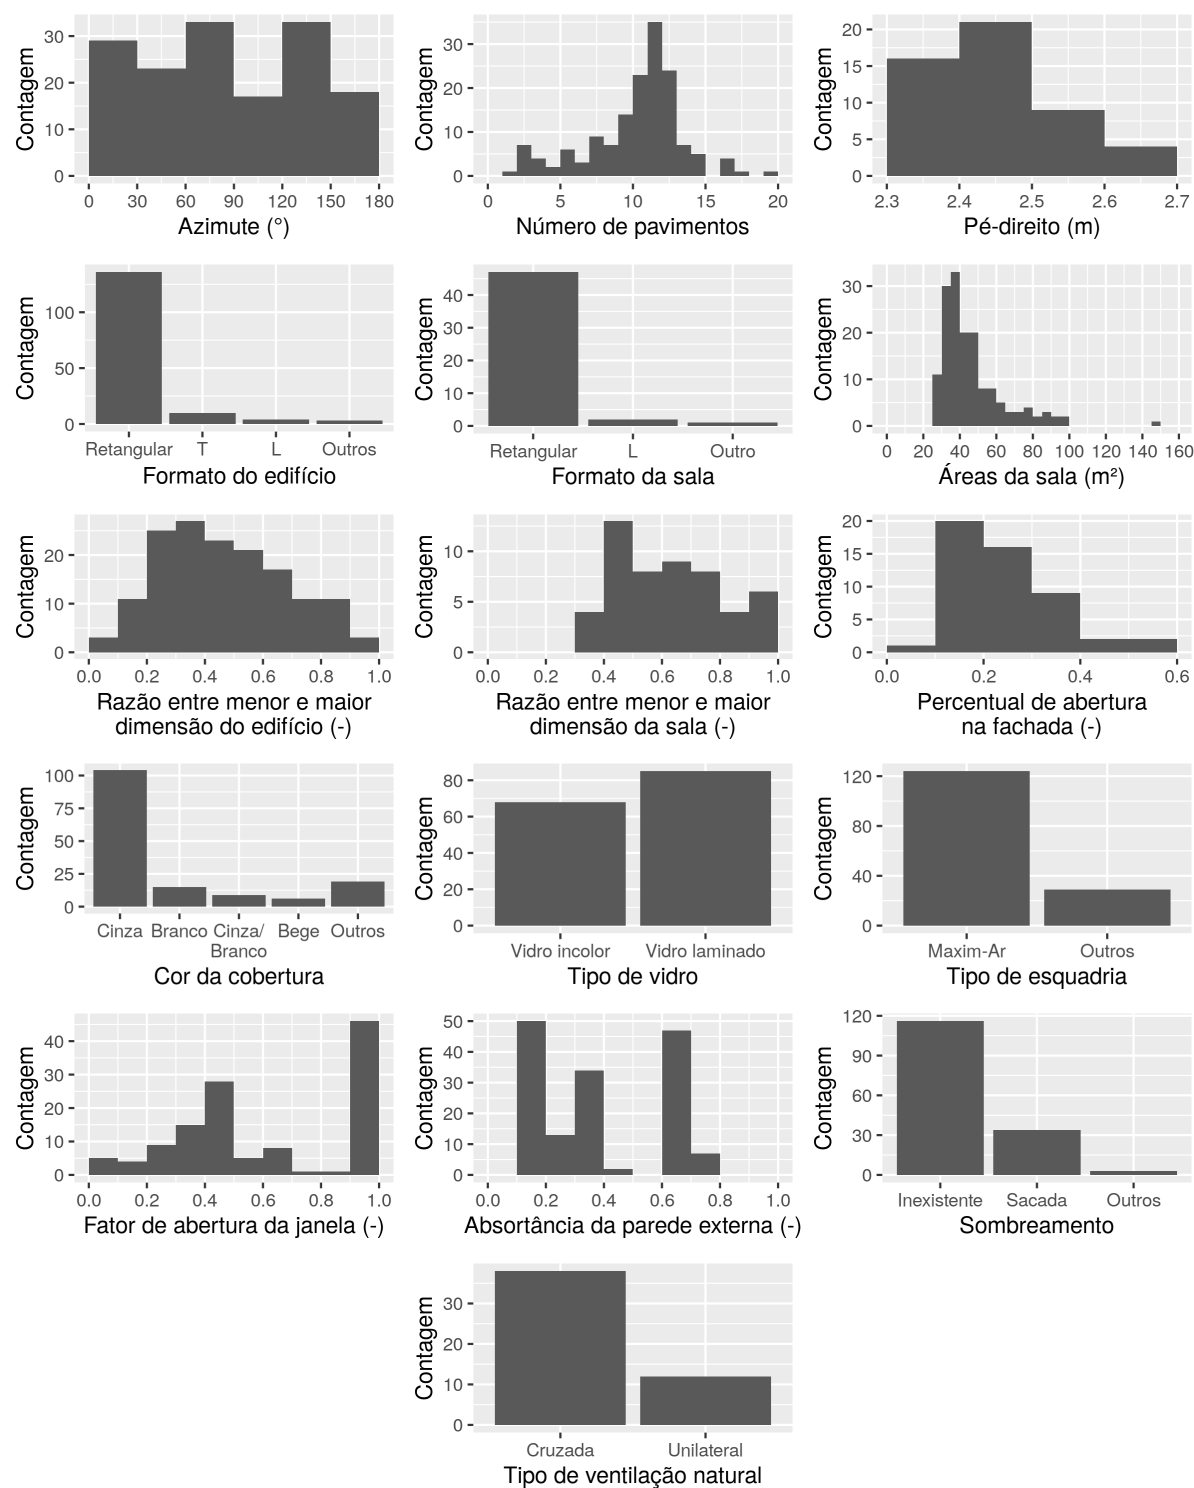 Contagem
30
20
10
0
0 30 60 90 120 150 180
Azimute (°)
Contagem
30
20
10
0
0 5 10 15 20
Número de pavimentos
Contagem
20
15
10
5
0
2.3 2.4 2.5 2.6 2.7
Pé-direito (m)
Contagem
100
50
0
Retangular T L Outros
Formato do edifício
Contagem
40
30
20
10
0
Retangular L Outro
Formato da sala
Contagem
30
20
10
0
0 20 40 60 80 100 120 140 160
Áreas da sala (m²)
Contagem
20
10
0
0.0 0.2 0.4 0.6 0.8 1.0
Razão entre menor e maior
dimensão do edifício (-)
Contagem
10
5
0
0.0 0.2 0.4 0.6 0.8 1.0
Razão entre menor e maior
dimensão da sala (-)
Contagem
20
15
10
5
0
0.0 0.2 0.4 0.6
Percentual de abertura
na fachada (-)
Contagem
100
75
50
25
0
Cinza Branco Cinza/ Bege Outros
Branco
Cor da cobertura
Contagem
80
60
40
20
0
Vidro incolor Vidro laminado
Tipo de vidro
Contagem
120
80
40
0
Maxim-Ar Outros
Tipo de esquadria
Contagem
40
30
20
10
0
0.0 0.2 0.4 0.6 0.8 1.0
Fator de abertura da janela (-)
Contagem
50
40
30
20
10
0
0.0 0.2 0.4 0.6 0.8 1.0
Absortância da parede externa (-)
Contagem
120
90
60
30
0
Inexistente Sacada Outros
Sombreamento
Contagem
30
20
10
0
Cruzada Unilateral
Tipo de ventilação natural